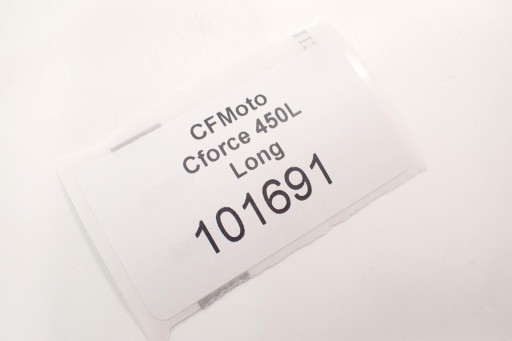 CFMoto
Cforce 450L
Long
101691